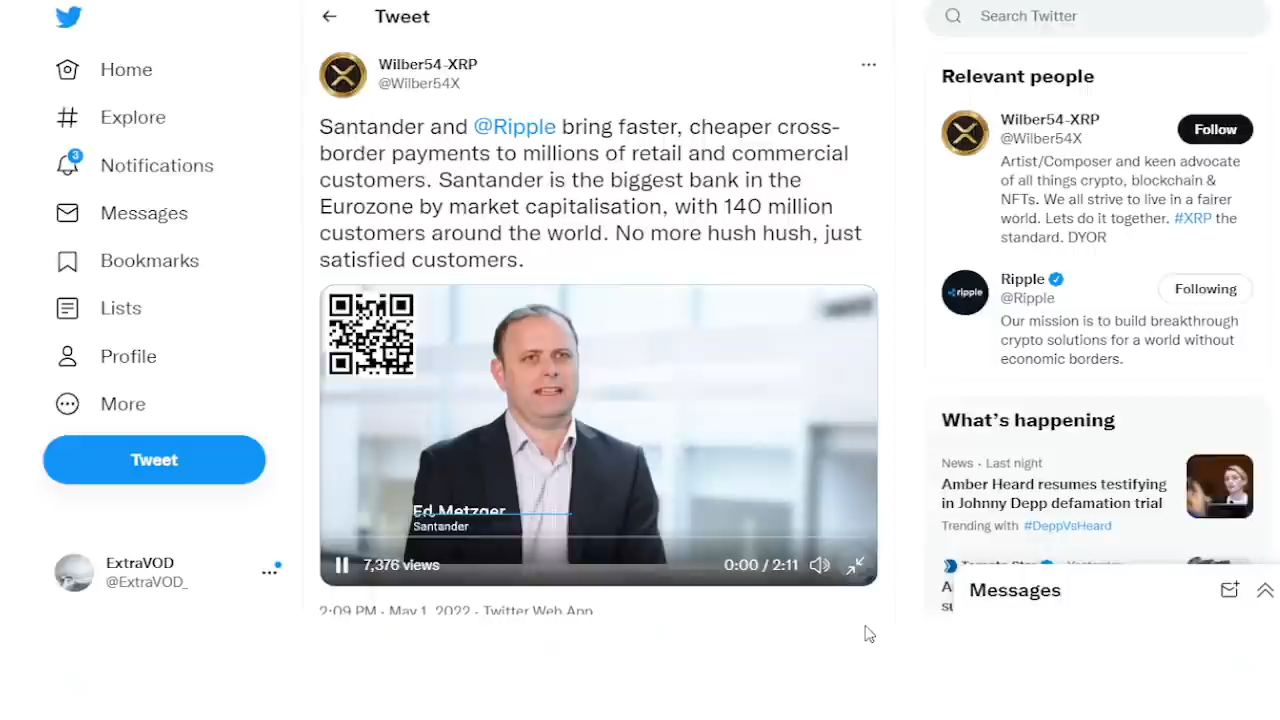 Tweet
Search Twitter
Home
Explore
3
Notifications
Messages
Bookmarks
Lists
Profile
More
Tweet
ExtraVOD
@ExtraVOD_
Wilber54-XRP
@Wilber54X
Santander and @Ripple bring faster, cheaper cross-
border payments to millions of retail and commercial
customers. Santander is the biggest bank in the
Eurozone by market capitalisation, with 140 million
customers around the world. No more hush hush, just
satisfied customers.
Ed Metzger
Santander
7,376 views
0:00 / 2:11
2:09 PM · May 1, 2022 · Twitter Web App
Relevant people
Wilber54-XRP
@Wilber54X
Follow
Artist/Composer and keen advocate
of all things crypto, blockchain &
NFTs. We all strive to live in a fairer
world. Lets do it together. #XRP the
standard. DYOR
ripple
Ripple
@Ripple
Following
Our mission is to build breakthrough
crypto solutions for a world without
economic borders.
What's happening
News · Last night
Amber Heard resumes testifying
in Johnny Depp defamation trial
Trending with #DeppVsHeard
Messages